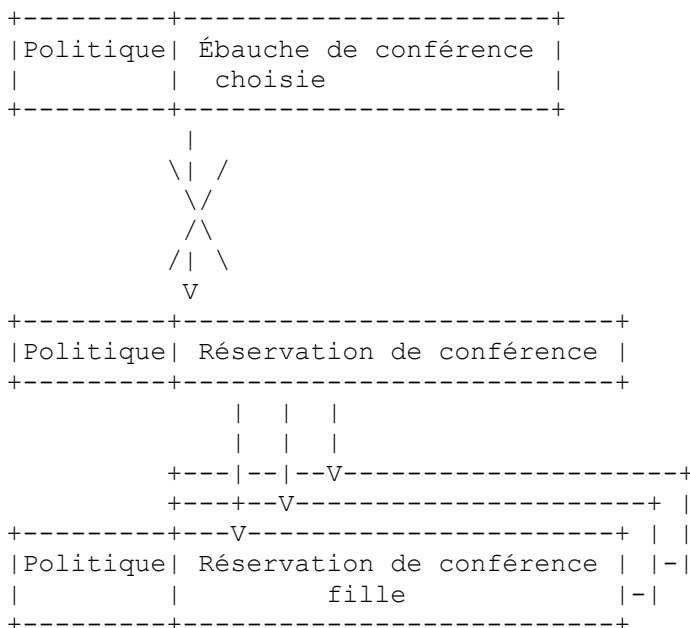 +---------+-----------------------+
|Politique| Ébauche de conférence |
|         |  choisie              |
+---------+-----------------------+
           |
          \| /
           \/
           /\
          /| \
           V
+---------+---------------------------+
|Politique| Réservation de conférence |
+---------+---------------------------+
              |  |  |
              |  |  |
          +---|--|--V---------------------+
          +---+--V----------------------+ |
+---------+---V-----------------------+ | |
|Politique| Réservation de conférence | |-|
|         |         fille             |-|
+---------+---------------------------+